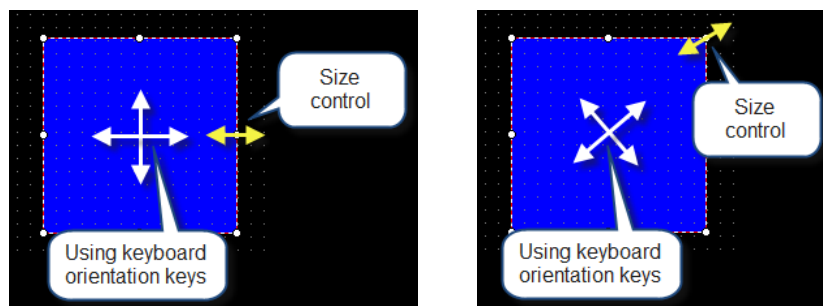 Size
control
Using keyboard
orientation keys
Size
control
Using keyboard
orientation keys